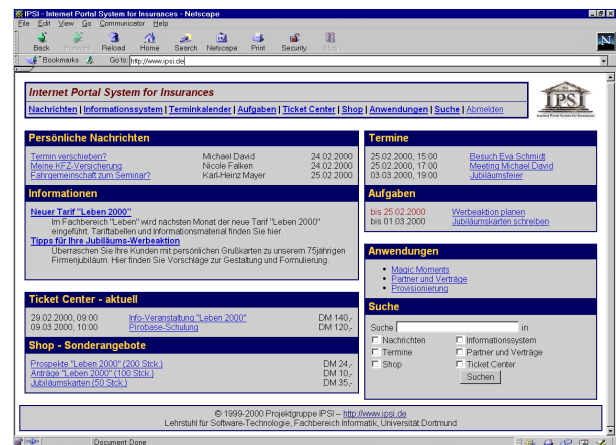 IPSI - Internet Portal System for Insurances - Netscape
File Edit View Go Communicator Help
Back Forward Reload Home Search Netscape Print Security Stop
N
Bookmarks Go to: http://www.ipsi.de
Internet Portal System for Insurances
Nachrichten | Informationssystem | Terminkalender | Aufgaben | Ticket Center | Shop | Anwendungen | Suche | Abmelden
IPSI
Internet Portal System for Insurances
Persönliche Nachrichten
Termin verschieben? Michael David 24.02.2000
Meine KFZ-Versicherung Nicole Falken 24.02.2000
Fahrgemeinschaft zum Seminar? Karl-Heinz Mayer 25.02.2000
Informationen
Neuer Tarif "Leben 2000"
Im Fachbereich "Leben" wird nächsten Monat der neue Tarif "Leben 2000"
eingeführt. Tariftabellen und Informationsmaterial finden Sie hier.
Tipps für Ihre Jubiläums-Werbeaktion
Überraschen Sie Ihre Kunden mit persönlichen Grußkarten zu unserem 75jährigen
Firmenjubiläum. Hier finden Sie Vorschläge zur Gestaltung und Formulierung.
Ticket Center - aktuell
29.02.2000, 09:00 Info-Veranstaltung "Leben 2000" DM 140,-
09.03.2000, 10:00 Pirobase-Schulung DM 120,-
Shop - Sonderangebote
Prospekte "Leben 2000" (200 Stck.) DM 24,-
Anträge "Leben 2000" (100 Stck.) DM 10,-
Jubiläumskarten (50 Stck.) DM 35,-
Termine
25.02.2000, 15:00 Besuch Eva Schmidt
25.02.2000, 17:00 Meeting Michael David
03.03.2000, 19:00 Jubiläumsfeier
Aufgaben
bis 25.02.2000 Werbeaktion planen
bis 01.03.2000 Jubiläumskarten schreiben
Anwendungen
Magic Moments
Partner und Verträge
Provisionierung
Suche
Suche in
Nachrichten Informationssystem
Termine Partner und Verträge
Shop Ticket Center
Suchen
© 1999-2000 Projektgruppe IPSI -- http://www.ipsi.de
Lehrstuhl für Software-Technologie, Fachbereich Informatik, Universität Dortmund
Document Done